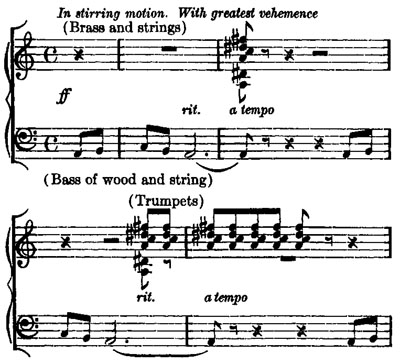 In stirring motion. With greatest vehemence
(Brass and strings)
ff
rit. a tempo
(Bass of wood and string)
(Trumpets)
rit. a tempo